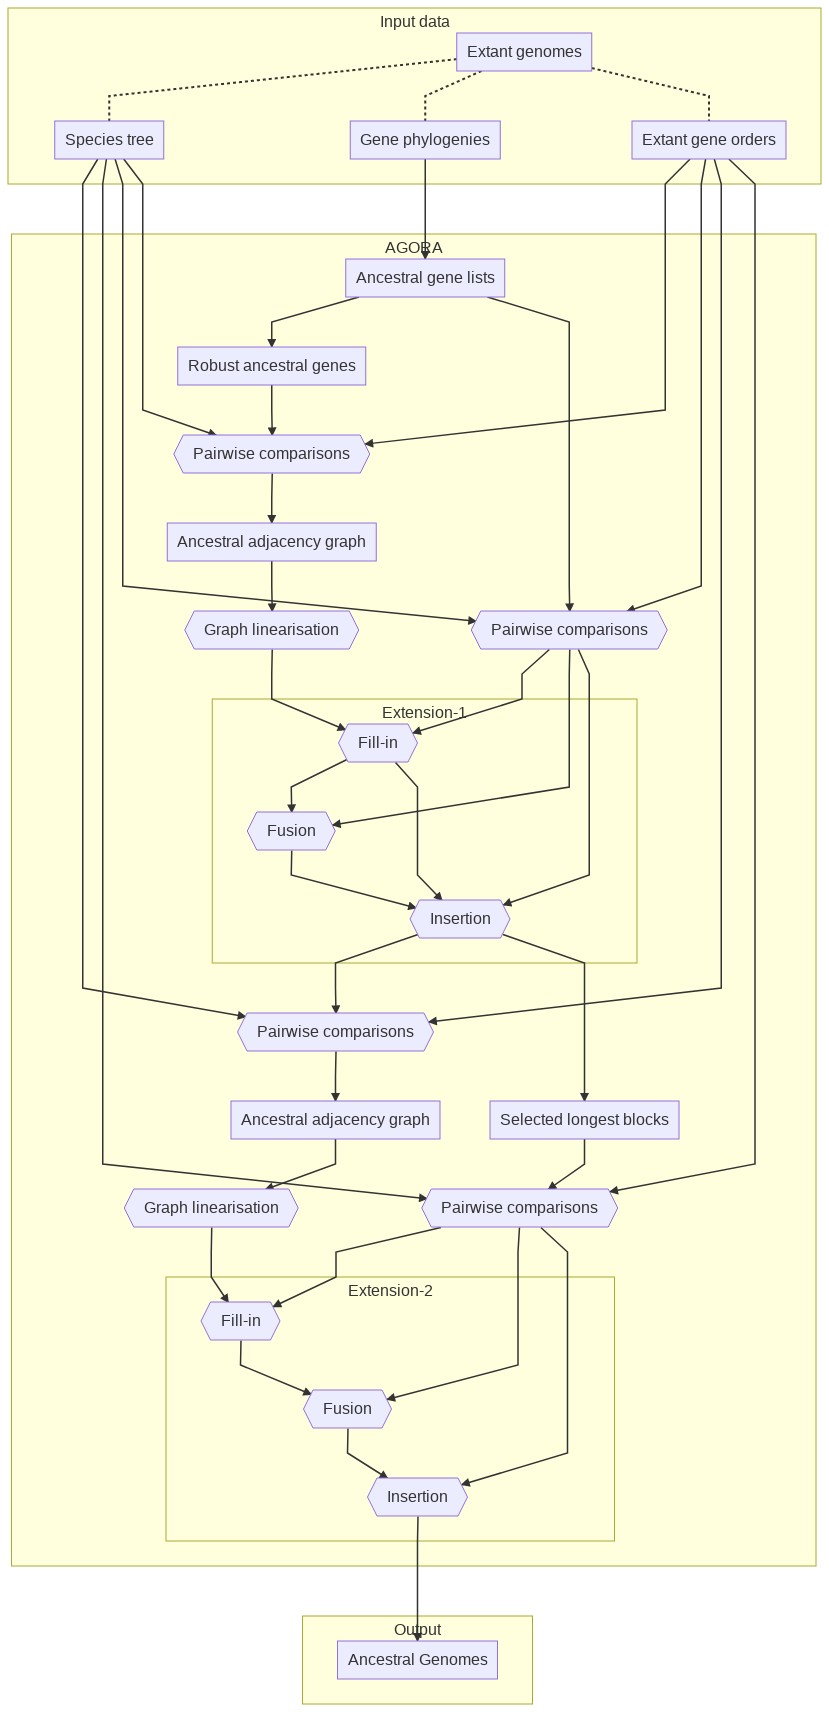 Input data
Extant genomes
Species tree
Gene phylogenies
Extant gene orders
AGORA
Ancestral gene lists
Robust ancestral genes
Pairwise comparisons
Ancestral adjacency graph
Graph linearisation
Pairwise comparisons
Extension-1
Fill-in
Fusion
Insertion
Pairwise comparisons
Ancestral adjacency graph
Selected longest blocks
Graph linearisation
Pairwise comparisons
Extension-2
Fill-in
Fusion
Insertion
Output
Ancestral Genomes